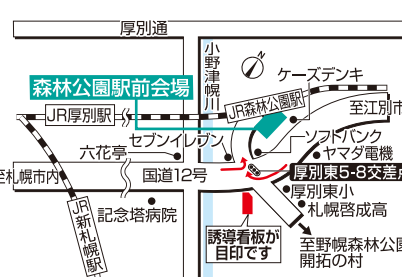 厚別通
小野津幌川
N
ケーズデンキ
森林公園駅前会場
JR厚別駅
JR森林公園駅
至江別市
セブンイレブン
ソフトバンク
六花亭
ヤマダ電機
至札幌市内
国道12号
厚別東5-8交差点
厚別東小
JR新札幌駅
記念塔病院
札幌啓成高
誘導看板が
目印です
至野幌森林公園
開拓の村